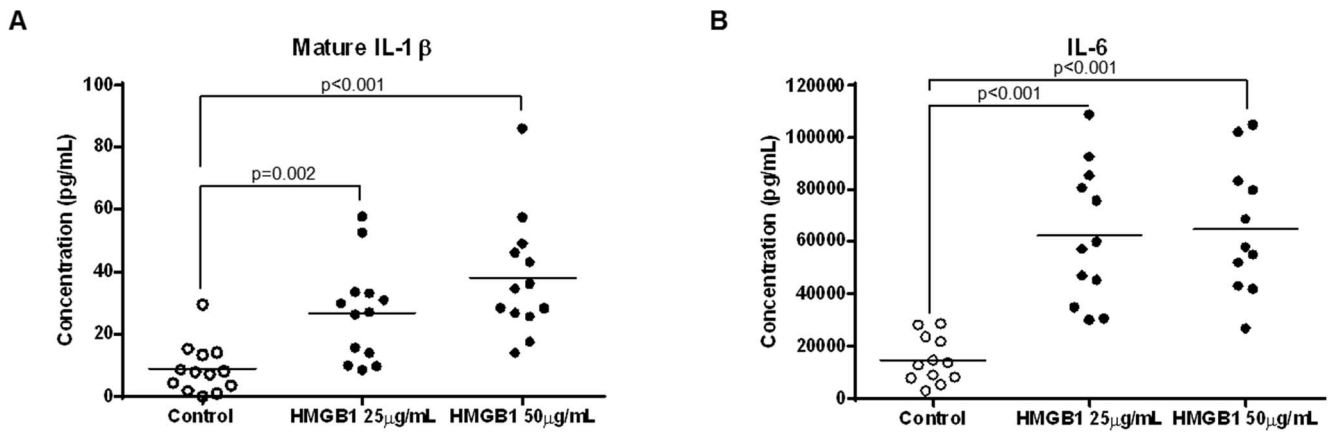 A
Mature IL-1 β
Concentration (pg/mL)
100
80
60
40
20
0
p<0.001
p=0.002
Control
HMGB1 25μg/mL
HMGB1 50μg/mL
B
IL-6
Concentration (pg/mL)
120000
100000
80000
60000
40000
20000
0
p<0.001
p<0.001
Control
HMGB1 25μg/mL
HMGB1 50μg/mL